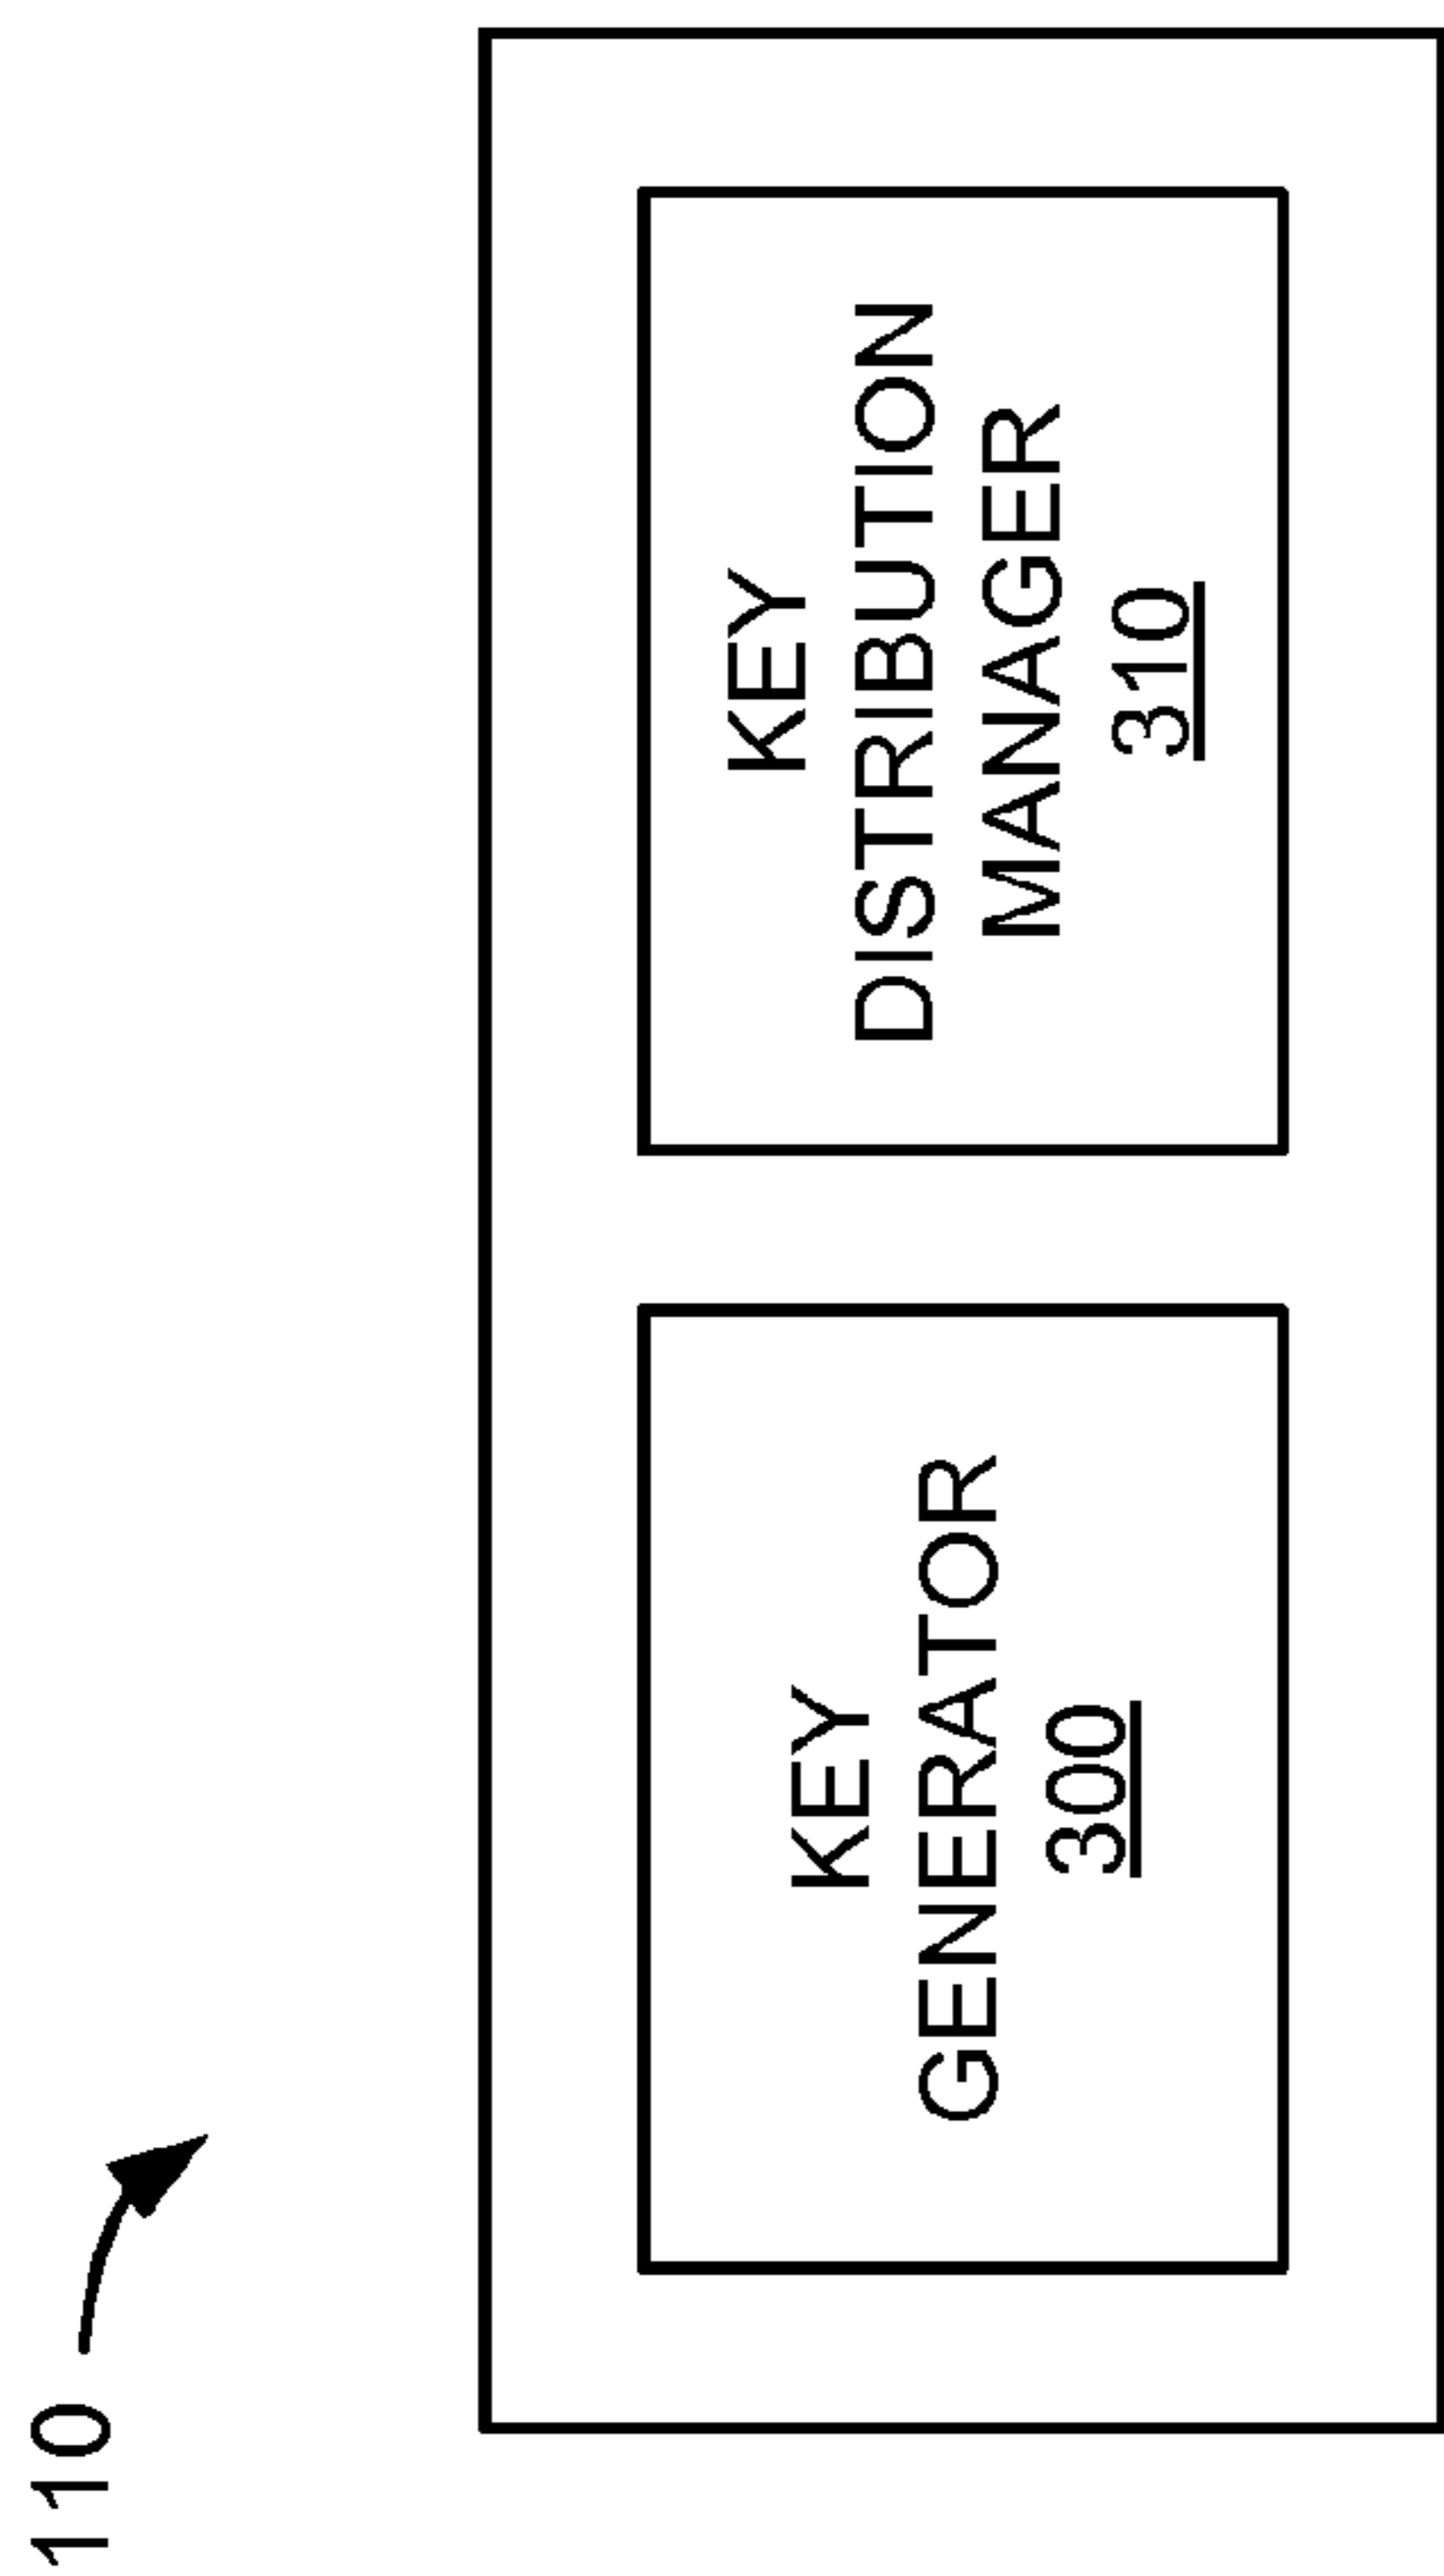 110
KEY
GENERATOR
300
KEY
DISTRIBUTION
MANAGER
310